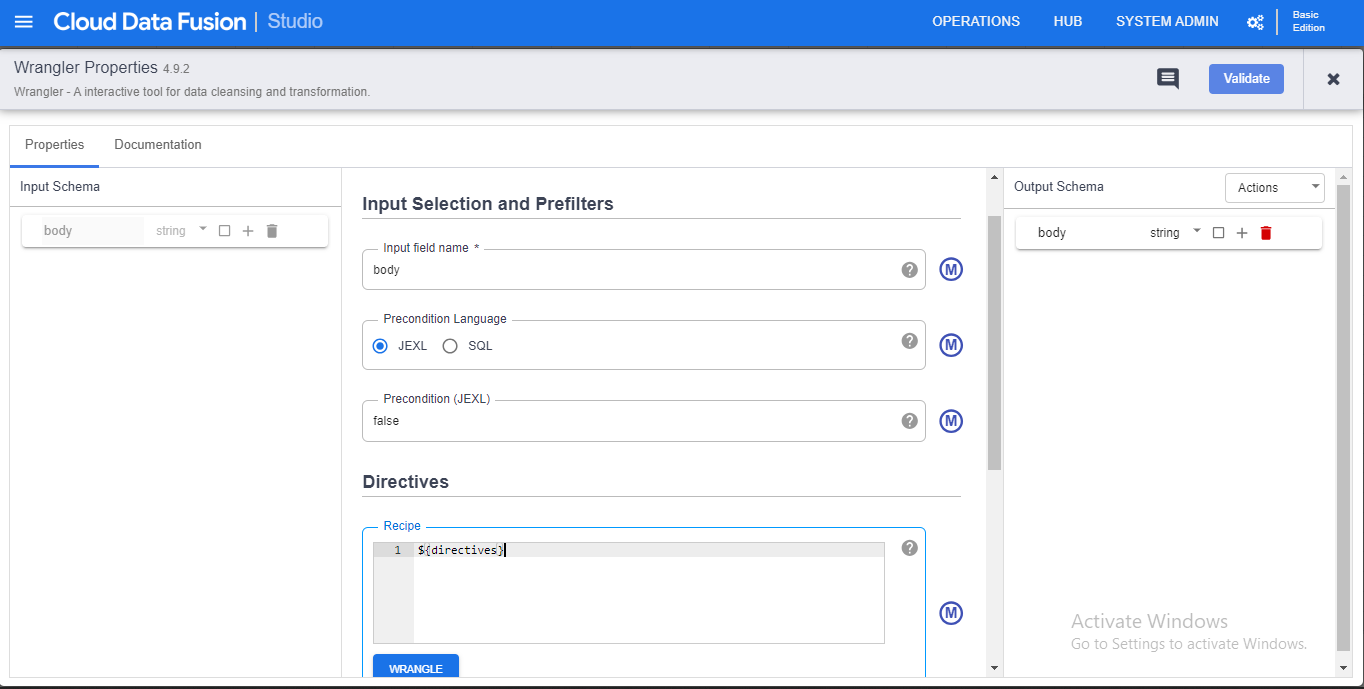 Cloud Data Fusion | Studio
OPERATIONS
HUB
SYSTEM ADMIN
Basic
Edition
Wrangler Properties 4.9.2
Wrangler - A interactive tool for data cleansing and transformation.
Validate
Properties
Documentation
Input Schema
body string
Input Selection and Prefilters
Input field name *
body
?
M
Precondition Language
JEXL SQL
?
M
Precondition (JEXL)
false
?
M
Directives
Recipe
1 ${directives}
?
M
WRANGLE
Output Schema
Actions
body string
Activate Windows
Go to Settings to activate Windows.